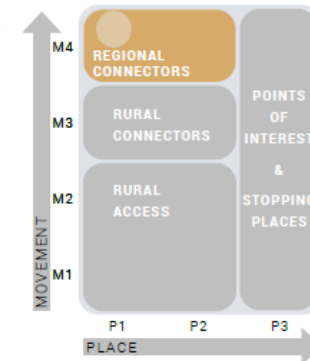 M4
REGIONAL
CONNECTORS
M3
RURAL
CONNECTORS
POINTS
OF
INTEREST
&
STOPPING
PLACES
M2
RURAL
ACCESS
M1
MOVEMENT
P1
P2
P3
PLACE